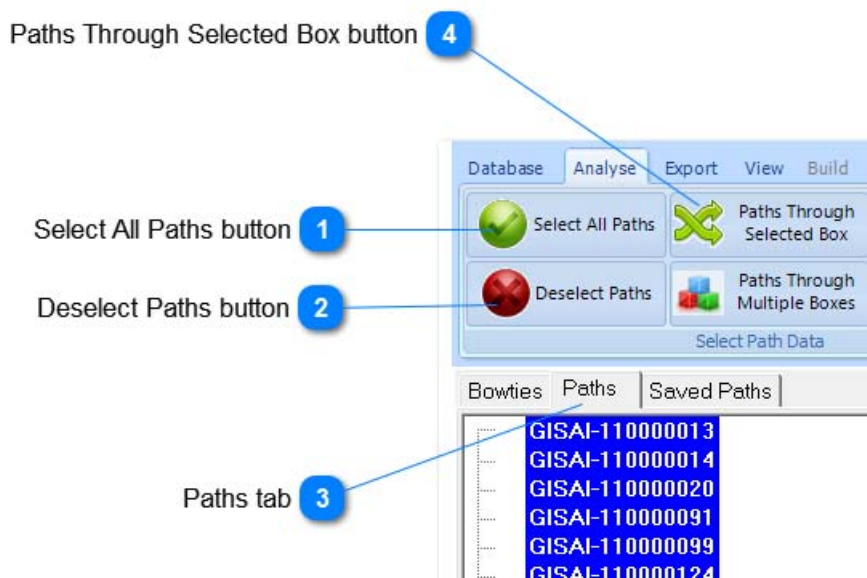 Paths Through Selected Box button 4
Database Analyse Export View Build
Select All Paths button 1
Select All Paths
Paths Through
Selected Box
Deselect Paths button 2
Deselect Paths
Paths Through
Multiple Boxes
Select Path Data
Bowties Paths Saved Paths
GISAI-110000013
GISAI-110000014
GISAI-110000020
Paths tab 3
GISAI-110000091
GISAI-110000099
GISAI-110000124